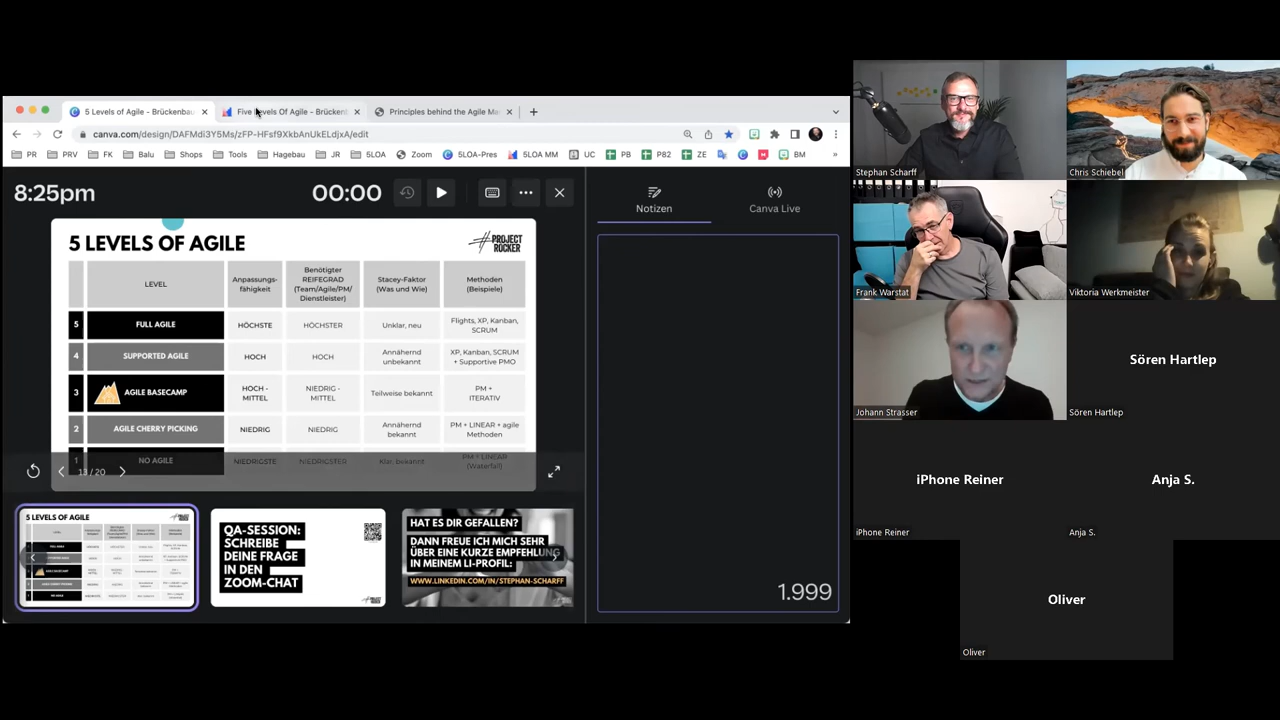 5 Levels of Agile - Brückenbau
Five Levels Of Agile - Brücken
Principles behind the Agile Ma
canva.com/design/DAFMdi3Y5Ms/zFP-HFsf9XkbAnUkELdjxA/edit
PR
PRV
FK
Balu
Shops
Tools
Hagebau
JR
5LOA
Zoom
5LOA-Pres
5LOA MM
UC
PB
P82
ZE
BM
8:25pm
00:00
Notizen
Canva Live
5 LEVELS OF AGILE
#PROJECT
ROCKER
LEVEL
Anpassungs-
fähigkeit
Benötigter
REIFEGRAD
(Team/Agile/PM/
Dienstleister)
Stacey-Faktor
(Was und Wie)
Methoden
(Beispiele)
5
FULL AGILE
HÖCHSTE
HÖCHSTER
Unklar, neu
Flights, XP, Kanban,
SCRUM
4
SUPPORTED AGILE
HOCH
HOCH
Annähernd
unbekannt
XP, Kanban, SCRUM
+ Supportive PMO
3
AGILE BASECAMP
HOCH -
MITTEL
NIEDRIG -
MITTEL
Teilweise bekannt
PM +
ITERATIV
2
AGILE CHERRY PICKING
NIEDRIG
NIEDRIG
Annähernd
bekannt
PM + LINEAR + agile
Methoden
1
NO AGILE
NIEDRIGSTE
NIEDRIGSTER
Klar, bekannt
PM + LINEAR
(Waterfall)
13 / 20
5 LEVELS OF AGILE
QA-SESSION:
SCHREIBE
DEINE FRAGE
IN DEN
ZOOM-CHAT
HAT ES DIR GEFALLEN?
DANN FREUE ICH MICH SEHR
ÜBER EINE KURZE EMPFEHLUNG
IN MEINEM LI-PROFIL:
WWW.LINKEDIN.COM/IN/STEPHAN-SCHARFF
1.999
Stephan Scharff
Chris Schiebel
Frank Warstat
Viktoria Werkmeister
Johann Strasser
Sören Hartlep
Sören Hartlep
iPhone Reiner
iPhone Reiner
Anja S.
Anja S.
Oliver
Oliver